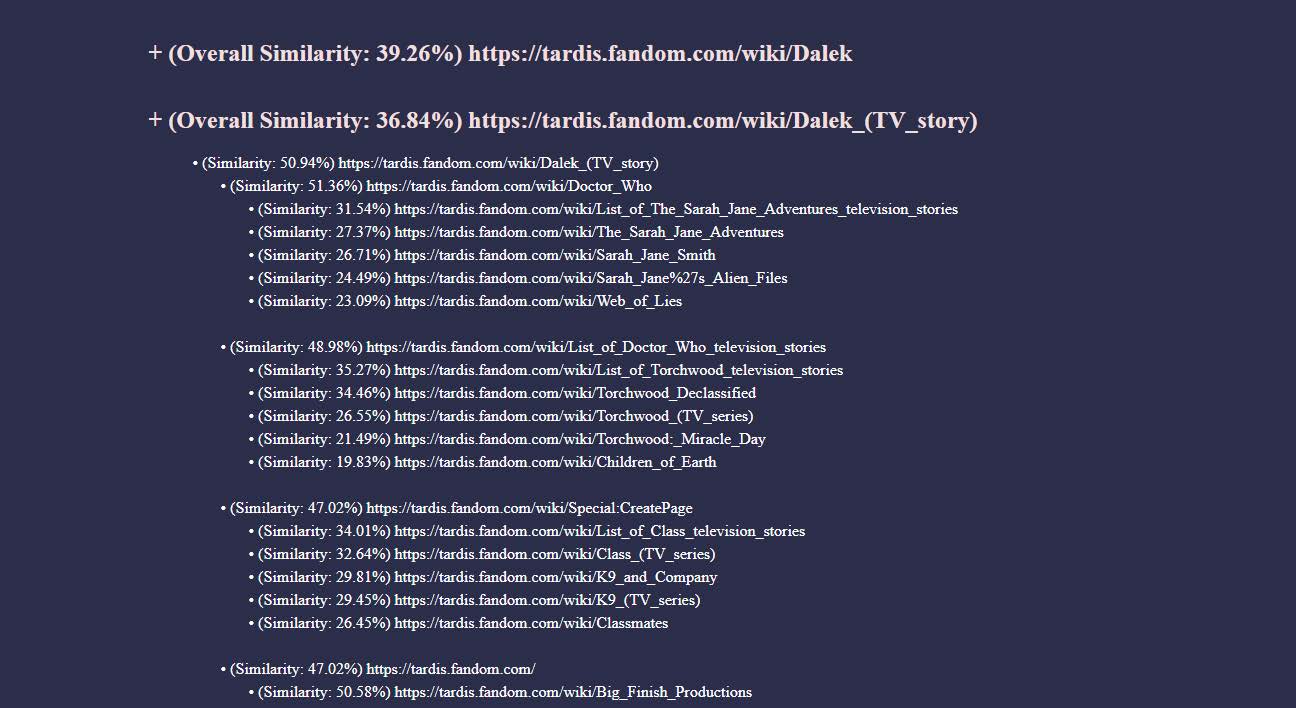 + (Overall Similarity: 39.26%) https://tardis.fandom.com/wiki/Dalek
+ (Overall Similarity: 36.84%) https://tardis.fandom.com/wiki/Dalek_(TV_story)
• (Similarity: 50.94%) https://tardis.fandom.com/wiki/Dalek_(TV_story)
• (Similarity: 51.36%) https://tardis.fandom.com/wiki/Doctor_Who
• (Similarity: 31.54%) https://tardis.fandom.com/wiki/List_of_The_Sarah_Jane_Adventures_television_stories
• (Similarity: 27.37%) https://tardis.fandom.com/wiki/The_Sarah_Jane_Adventures
• (Similarity: 26.71%) https://tardis.fandom.com/wiki/Sarah_Jane_Smith
• (Similarity: 24.49%) https://tardis.fandom.com/wiki/Sarah_Jane%27s_Alien_Files
• (Similarity: 23.09%) https://tardis.fandom.com/wiki/Web_of_Lies
• (Similarity: 48.98%) https://tardis.fandom.com/wiki/List_of_Doctor_Who_television_stories
• (Similarity: 35.27%) https://tardis.fandom.com/wiki/List_of_Torchwood_television_stories
• (Similarity: 34.46%) https://tardis.fandom.com/wiki/Torchwood_Declassified
• (Similarity: 26.55%) https://tardis.fandom.com/wiki/Torchwood_(TV_series)
• (Similarity: 21.49%) https://tardis.fandom.com/wiki/Torchwood:_Miracle_Day
• (Similarity: 19.83%) https://tardis.fandom.com/wiki/Children_of_Earth
• (Similarity: 47.02%) https://tardis.fandom.com/wiki/Special:CreatePage
• (Similarity: 34.01%) https://tardis.fandom.com/wiki/List_of_Class_television_stories
• (Similarity: 32.64%) https://tardis.fandom.com/wiki/Class_(TV_series)
• (Similarity: 29.81%) https://tardis.fandom.com/wiki/K9_and_Company
• (Similarity: 29.45%) https://tardis.fandom.com/wiki/K9_(TV_series)
• (Similarity: 26.45%) https://tardis.fandom.com/wiki/Classmates
• (Similarity: 47.02%) https://tardis.fandom.com/
• (Similarity: 50.58%) https://tardis.fandom.com/wiki/Big_Finish_Productions